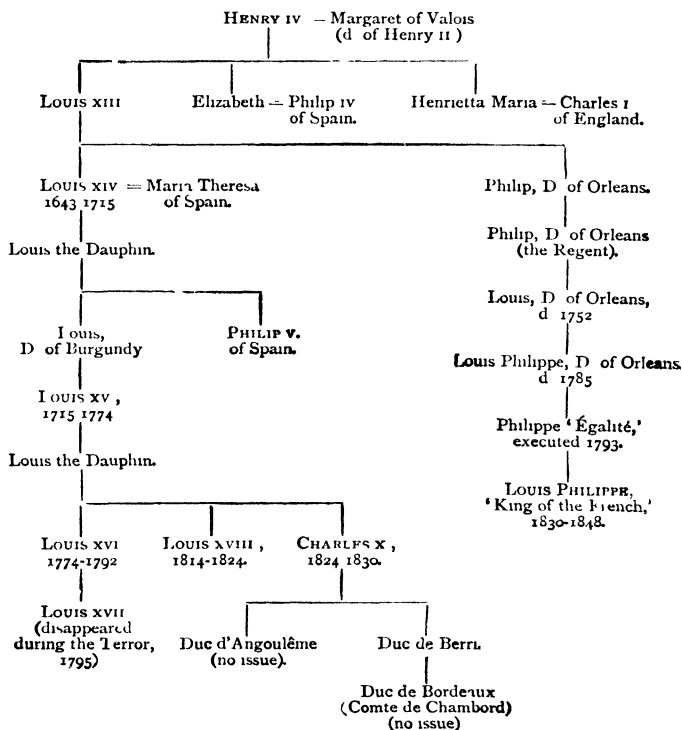 HENRY IV – Margaret of Valois
(d of Henry II)
LOUIS XIII
Elizabeth = Philip IV
of Spain.
Henrietta Maria = Charles I
of England.
LOUIS XIV = Maria Theresa
1643 1715 of Spain.
Philip, D of Orleans.
Louis the Dauphin.
Philip, D of Orleans
(the Regent).
Louis, D of Orleans,
d 1752
Louis,
D of Burgundy
PHILIP V.
of Spain.
Louis Philippe, D of Orleans.
d 1785
LOUIS XV,
1715 1774
Philippe 'Égalité,'
executed 1793.
Louis the Dauphin.
LOUIS PHILIPPE,
'King of the French,'
1830-1848.
LOUIS XVI
1774-1792
LOUIS XVIII,
1814-1824.
CHARLES X,
1824 1830.
LOUIS XVII
(disappeared
during the Terror,
1795)
Duc d'Angoulême
(no issue).
Duc de Berri.
Duc de Bordeaux
(Comte de Chambord)
(no issue)